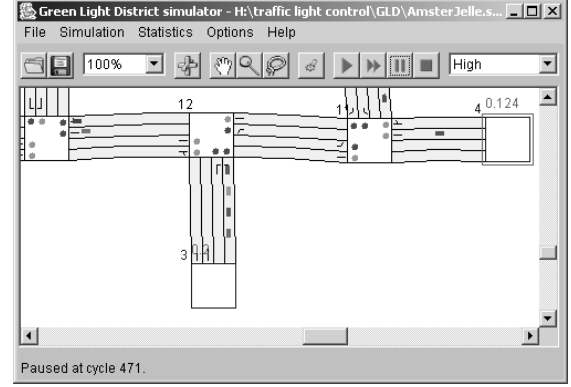 Green Light District simulator - H:\traffic light control\GLD\AmsterJelle.s...
File Simulation Statistics Options Help
100% High
12 4 0.124
3
Paused at cycle 471.